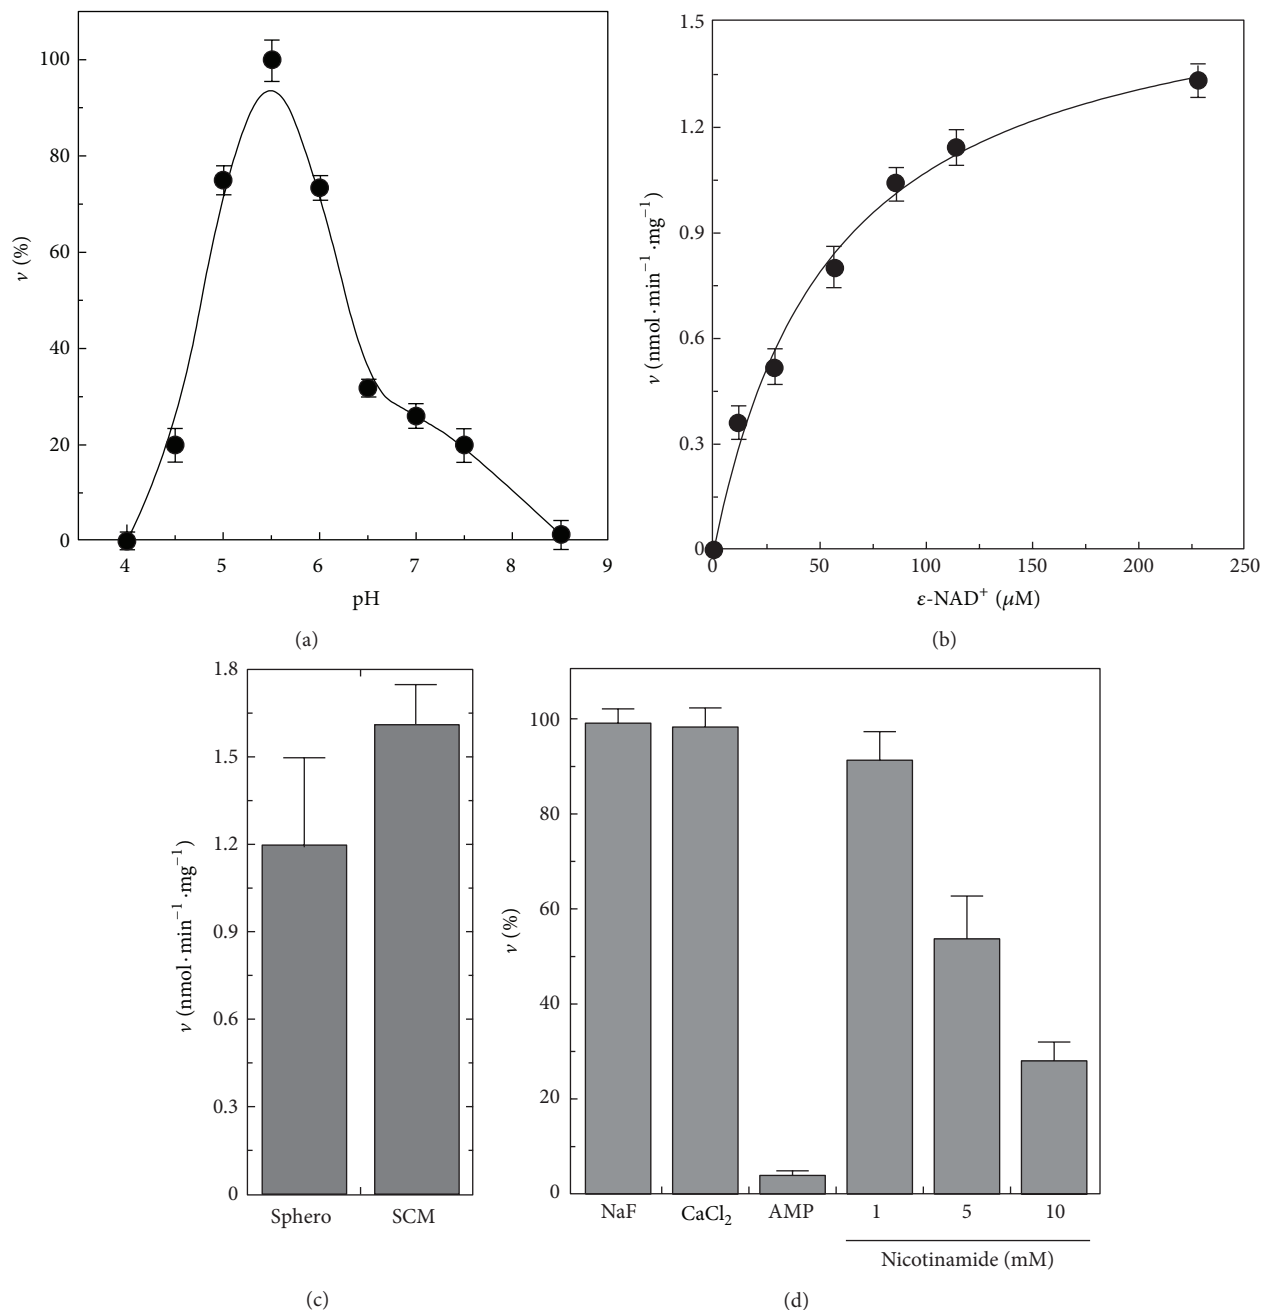 100
80
60
40
20
0
ν (%)
4 5 6 7 8 9
pH
(a)
1.5
1.2
0.9
0.6
0.3
0
ν (nmol·min⁻¹·mg⁻¹)
0 50 100 150 200 250
ε-NAD⁺ (μM)
(b)
1.8
1.5
1.2
0.9
0.6
0.3
0
ν (nmol·min⁻¹·mg⁻¹)
Sphero SCM
(c)
100
80
60
40
20
0
ν (%)
NaF CaCl₂ AMP 1 5 10
Nicotinamide (mM)
(d)